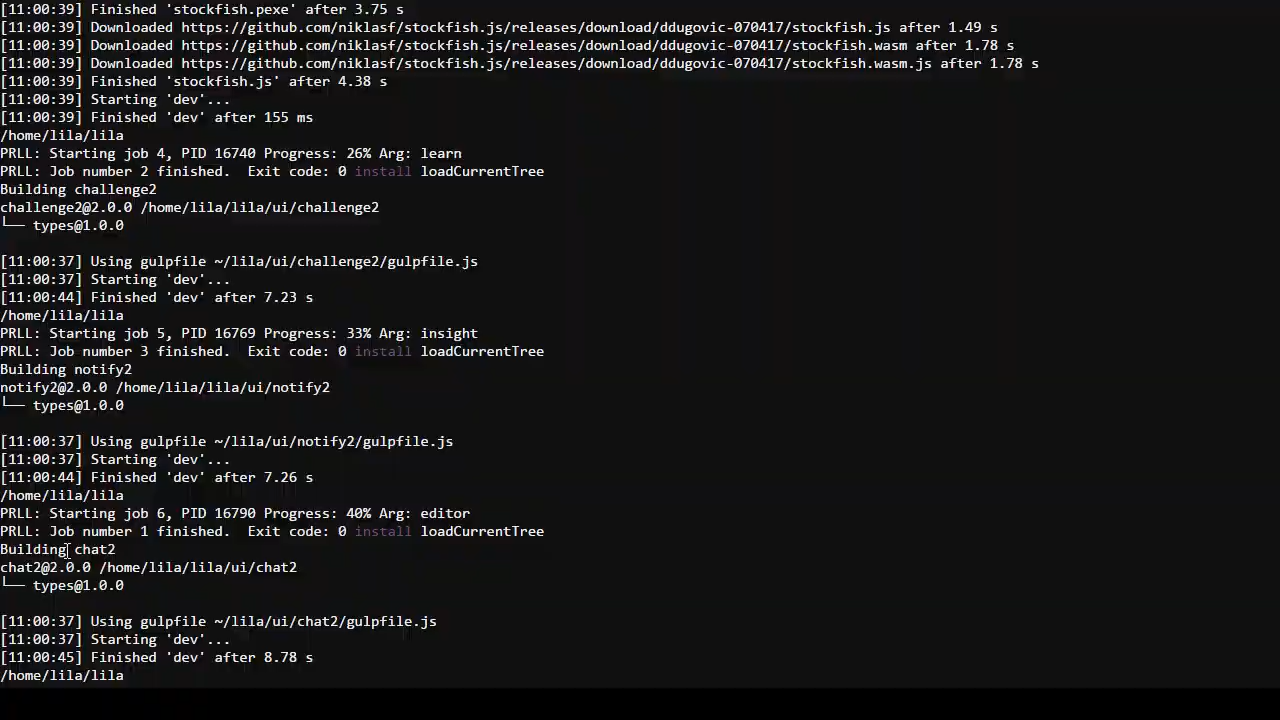 [11:00:39] Finished 'stockfish.pexe' after 3.75 s
[11:00:39] Downloaded https://github.com/niklasf/stockfish.js/releases/download/ddugovic-070417/stockfish.js after 1.49 s
[11:00:39] Downloaded https://github.com/niklasf/stockfish.js/releases/download/ddugovic-070417/stockfish.wasm after 1.78 s
[11:00:39] Downloaded https://github.com/niklasf/stockfish.js/releases/download/ddugovic-070417/stockfish.wasm.js after 1.78 s
[11:00:39] Finished 'stockfish.js' after 4.38 s
[11:00:39] Starting 'dev'...
[11:00:39] Finished 'dev' after 155 ms
/home/lila/lila
PRLL: Starting job 4, PID 16740 Progress: 26% Arg: learn
PRLL: Job number 2 finished.  Exit code: 0 install loadCurrentTree
Building challenge2
challenge2@2.0.0 /home/lila/lila/ui/challenge2
└── types@1.0.0
[11:00:37] Using gulpfile ~/lila/ui/challenge2/gulpfile.js
[11:00:37] Starting 'dev'...
[11:00:44] Finished 'dev' after 7.23 s
/home/lila/lila
PRLL: Starting job 5, PID 16769 Progress: 33% Arg: insight
PRLL: Job number 3 finished.  Exit code: 0 install loadCurrentTree
Building notify2
notify2@2.0.0 /home/lila/lila/ui/notify2
└── types@1.0.0
[11:00:37] Using gulpfile ~/lila/ui/notify2/gulpfile.js
[11:00:37] Starting 'dev'...
[11:00:44] Finished 'dev' after 7.26 s
/home/lila/lila
PRLL: Starting job 6, PID 16790 Progress: 40% Arg: editor
PRLL: Job number 1 finished.  Exit code: 0 install loadCurrentTree
Building chat2
chat2@2.0.0 /home/lila/lila/ui/chat2
└── types@1.0.0
[11:00:37] Using gulpfile ~/lila/ui/chat2/gulpfile.js
[11:00:37] Starting 'dev'...
[11:00:45] Finished 'dev' after 8.78 s
/home/lila/lila